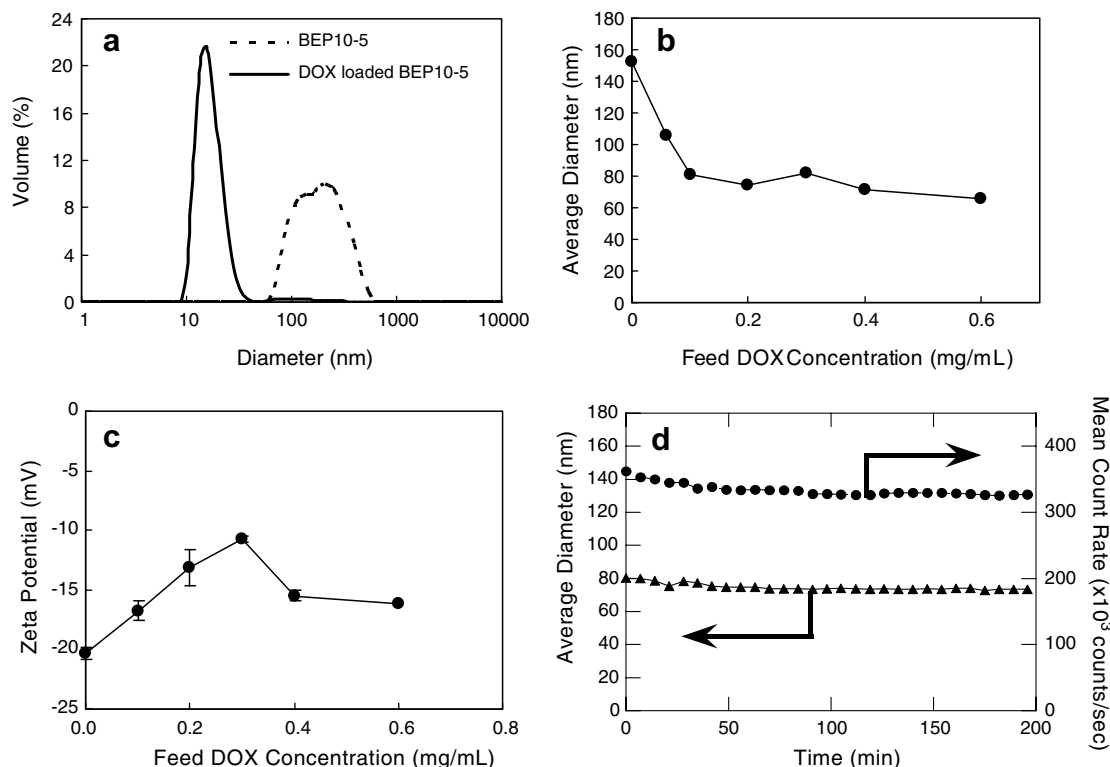 a
BEP10-5
DOX loaded BEP10-5
24
20
16
12
8
4
0
Volume (%)
1 10 100 1000 10000
Diameter (nm)
b
180
160
140
120
100
80
60
40
20
0
Average Diameter (nm)
0 0.2 0.4 0.6
Feed DOX Concentration (mg/mL)
c
0
-5
-10
-15
-20
-25
Zeta Potential (mV)
0.0 0.2 0.4 0.6 0.8
Feed DOX Concentration (mg/mL)
d
180
160
140
120
100
80
60
40
20
0
Average Diameter (nm)
400
300
200
100
0
Mean Count Rate (x10³
counts/sec)
0 50 100 150 200
Time (min)